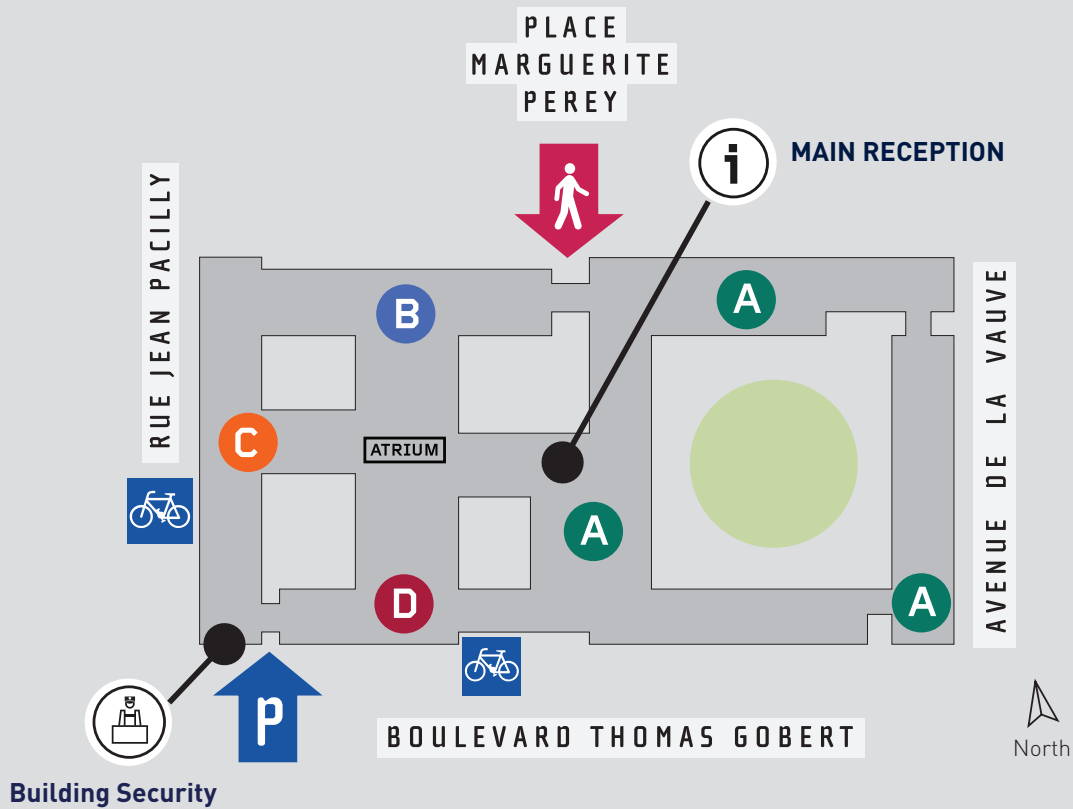 PLACE
MARGUERITE
PEREY
i
MAIN RECEPTION
RUE JEAN PACILLY
AVENUE DE LA VAUVE
B
A
C
ATRIUM
A
D
A
P
BOULEVARD THOMAS GOBERT
North
Building Security